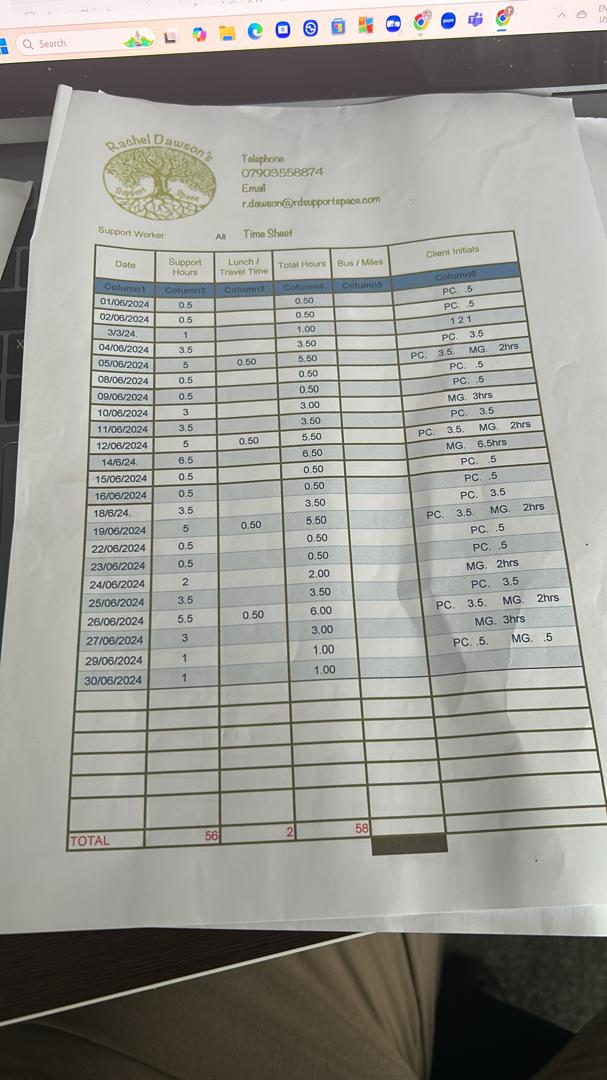 Search
Rachel Dawson's
Support Space
Telephone
07903558874
Email
r.dawson@rdsupportspace.com
Support Worker: Ali Time Sheet
Date Support Hours Lunch / Travel Time Total Hours Bus / Miles Client Initials
Column1 Column2 Column3 Column4 Column5 Column6
01/06/2024 0.5 0.50 PC. .5
02/06/2024 0.5 0.50 PC. .5
3/3/24. 1 1.00 1 2 1
04/06/2024 3.5 3.50 PC. 3.5
05/06/2024 5 0.50 5.50 PC. 3.5. MG. 2hrs
08/06/2024 0.5 0.50 PC. .5
09/06/2024 0.5 0.50 PC. .5
10/06/2024 3 3.00 MG. 3hrs
11/06/2024 3.5 3.50 PC. 3.5
12/06/2024 5 0.50 5.50 PC. 3.5. MG. 2hrs
14/6/24. 6.5 6.50 MG. 6.5hrs
15/06/2024 0.5 0.50 PC. .5
16/06/2024 0.5 0.50 PC. .5
18/6/24. 3.5 3.50 PC. 3.5
19/06/2024 5 0.50 5.50 PC. 3.5. MG. 2hrs
22/06/2024 0.5 0.50 PC. .5
23/06/2024 0.5 0.50 PC. .5
24/06/2024 2 2.00 MG. 2hrs
25/06/2024 3.5 3.50 PC. 3.5
26/06/2024 5.5 0.50 6.00 PC. 3.5. MG. 2hrs
27/06/2024 3 3.00 MG. 3hrs
29/06/2024 1 1.00 PC. .5. MG. .5
30/06/2024 1 1.00
TOTAL 56 2 58